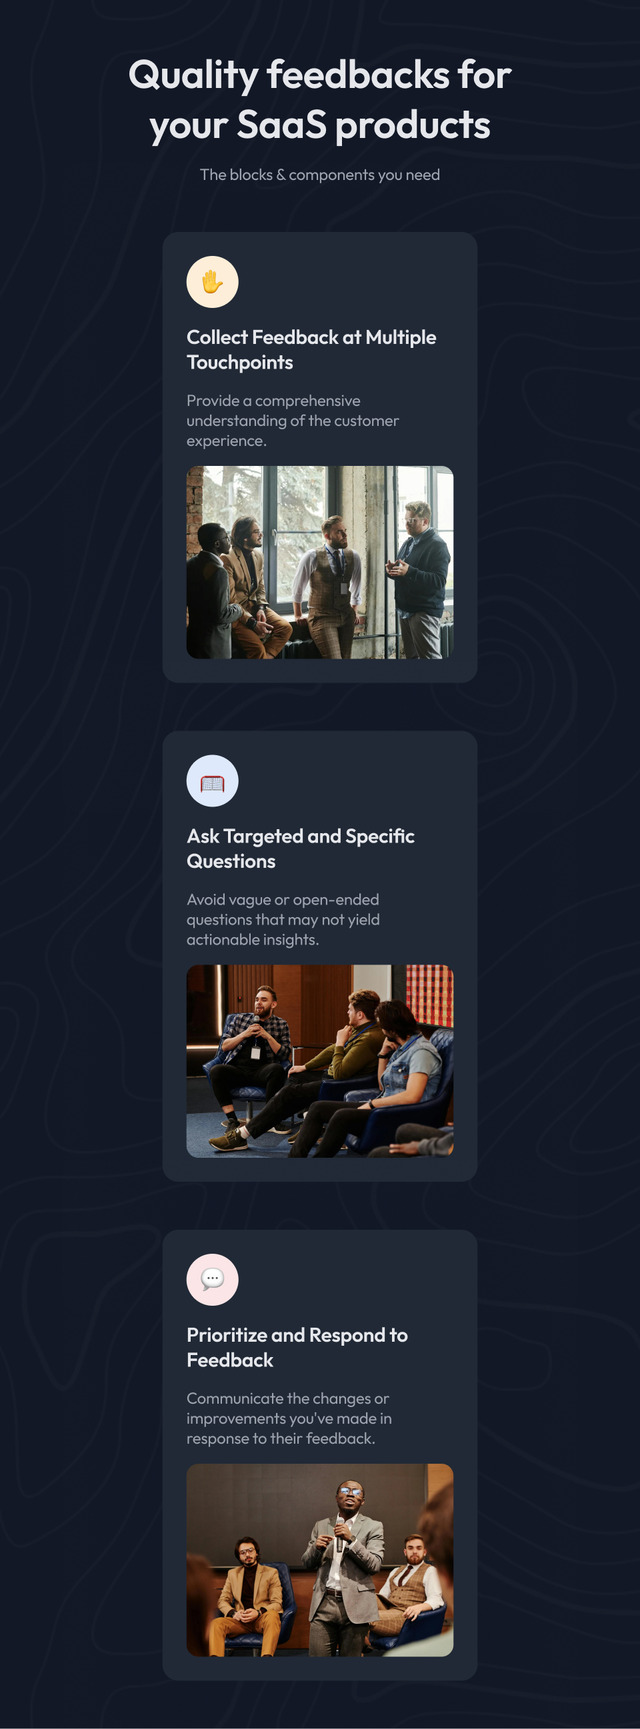 Quality feedbacks for
your SaaS products
The blocks & components you need
Collect Feedback at Multiple
Touchpoints
Provide a comprehensive
understanding of the customer
experience.
Ask Targeted and Specific
Questions
Avoid vague or open-ended
questions that may not yield
actionable insights.
Prioritize and Respond to
Feedback
Communicate the changes or
improvements you've made in
response to their feedback.